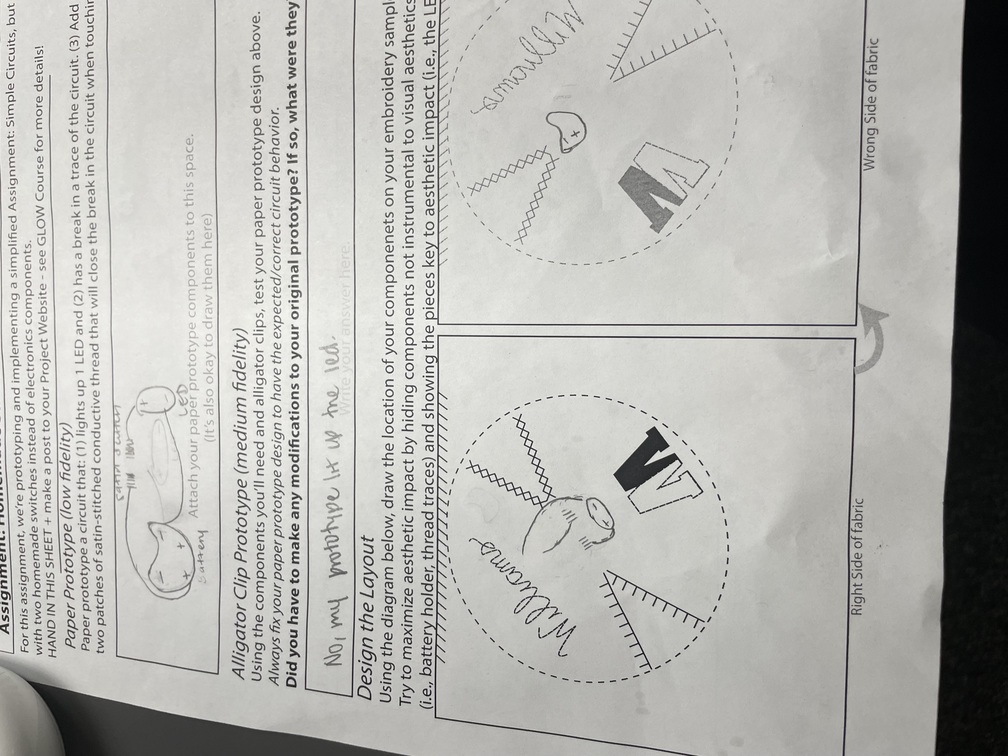 Assignment:
For this assignment, we're prototyping and implementing a simplified Assignment: Simple Circuits, but
with two homemade switches instead of electronics components.
HAND IN THIS SHEET + make a post to your Project Website - see GLOW Course for more details!
Paper Prototype (low fidelity)
Paper prototype a circuit that: (1) lights up 1 LED and (2) has a break in a trace of the circuit. (3) Add
two patches of satin-stitched conductive thread that will close the break in the circuit when touchin
satin switch
- - + + + -
LED
Battery
Attach your paper prototype components to this space.
(It's also okay to draw them here)
Alligator Clip Prototype (medium fidelity)
Using the components you'll need and alligator clips, test your paper prototype design above.
Always fix your paper prototype design to have the expected/correct circuit behavior.
Did you have to make any modifications to your original prototype? If so, what were they
No, my prototype lit up the led.
Write your answer here.
Design the Layout
Using the diagram below, draw the location of your componenets on your embroidery sampl
Try to maximize aesthetic impact by hiding components not instrumental to visual aesthetics
(i.e., battery holder, thread traces) and showing the pieces key to aesthetic impact (i.e., the LE
Williams
Williams
+ -
+
W
W
Right Side of fabric
Wrong Side of fabric